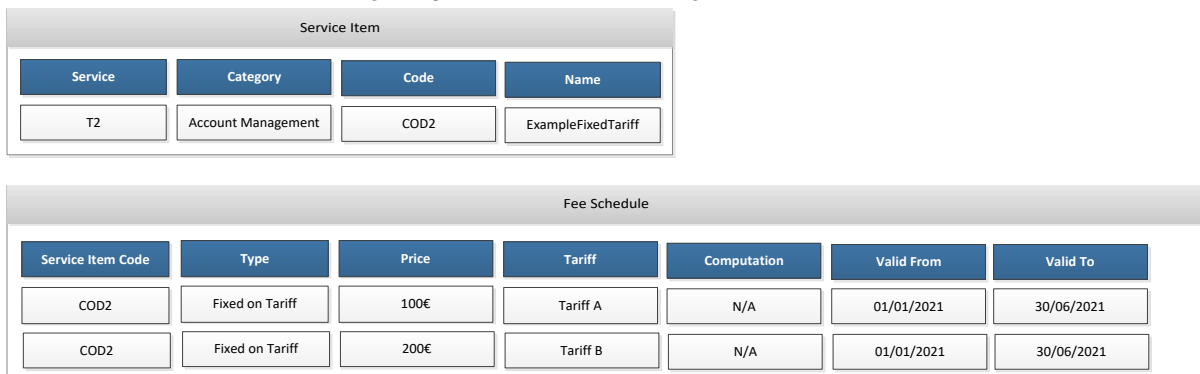 Service Item
Service Category Code Name
T2 Account Management COD2 ExampleFixedTariff
Fee Schedule
Service Item Code Type Price Tariff Computation Valid From Valid To
COD2 Fixed on Tariff 100€ Tariff A N/A 01/01/2021 30/06/2021
COD2 Fixed on Tariff 200€ Tariff B N/A 01/01/2021 30/06/2021